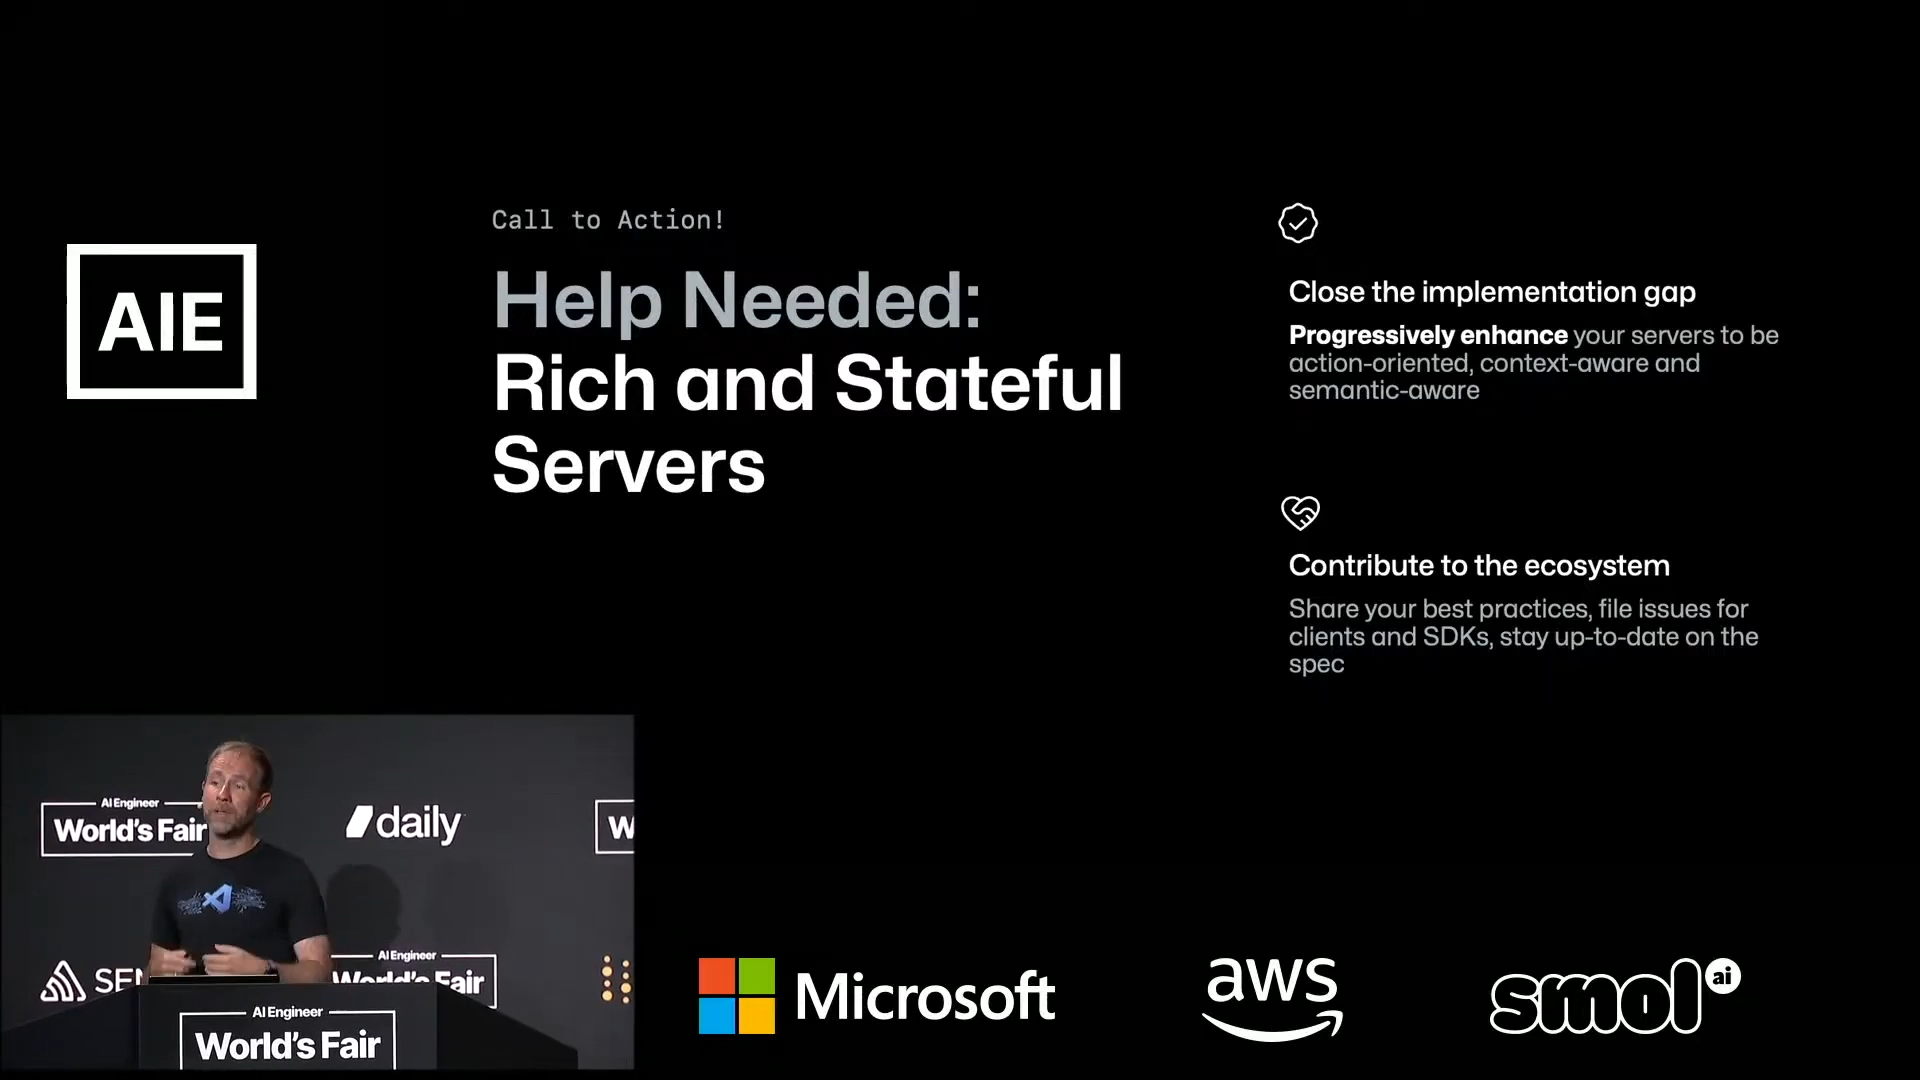 AIE
Call to Action!
Help Needed:
Rich and Stateful
Servers
Close the implementation gap
Progressively enhance your servers to be
action-oriented, context-aware and
semantic-aware
Contribute to the ecosystem
Share your best practices, file issues for
clients and SDKs, stay up-to-date on the
spec
AI Engineer
World's Fair
daily
W
SEN
AI Engineer
World's Fair
AI Engineer
World's Fair
Microsoft
aws
smol ai